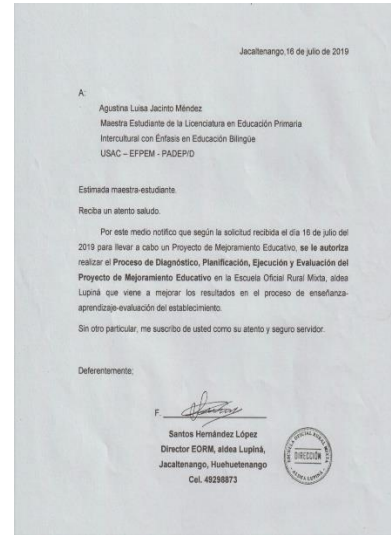 Jacaltenango,16 de julio de 2019
A:
Agustina Luisa Jacinto Méndez
Maestra Estudiante de la Licenciatura en Educación Primaria
Intercultural con Énfasis en Educación Bilingüe
USAC – EFPEM - PADEP/D
Estimada maestra-estudiante.
Reciba un atento saludo.
Por este medio notifico que según la solicitud recibida el día 16 de julio del
2019 para llevar a cabo un Proyecto de Mejoramiento Educativo, se le autoriza
realizar el Proceso de Diagnóstico, Planificación, Ejecución y Evaluación del
Proyecto de Mejoramiento Educativo en la Escuela Oficial Rural Mixta, aldea
Lupiná que viene a mejorar los resultados en el proceso de enseñanza-
aprendizaje-evaluación del establecimiento.
Sin otro particular, me suscribo de usted como su atento y seguro servidor.
Deferentemente;
F.
Santos Hernández López
Director EORM, aldea Lupiná,
Jacaltenango, Huehuetenango
Cel. 49298873
ESCUELA OFICIAL RURAL MIXTA
DIRECCIÓN
ALDEA LUPINA